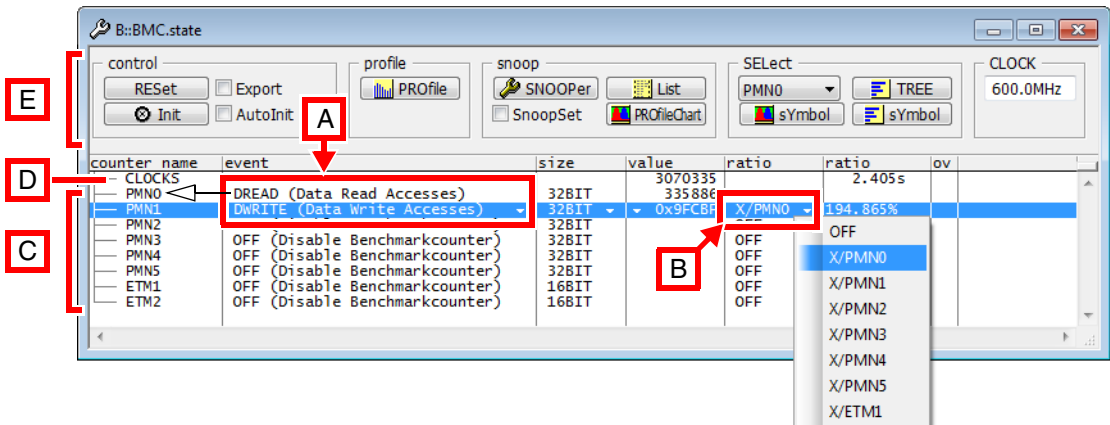 B::BMC.state
control profile snoop SELect CLOCK
E
RESet Export PROfile SNOOPer List PMN0 TREE 600.0MHz
Init AutoInit SnoopSet PROfileChart sYmbol sYmbol
A
counter name event size value ratio ratio ov
D
CLOCKS 3070335 2.405s
PMN0 DREAD (Data Read Accesses) 32BIT 335886
PMN1 DWRITE (Data Write Accesses) 32BIT 0x9FCBF X/PMN0 194.865%
PMN2 32BIT OFF
PMN3 OFF (Disable Benchmarkcounter) 32BIT OFF
C
PMN4 OFF (Disable Benchmarkcounter) 32BIT OFF
B
PMN5 OFF (Disable Benchmarkcounter) 32BIT OFF
ETM1 OFF (Disable Benchmarkcounter) 16BIT OFF
ETM2 OFF (Disable Benchmarkcounter) 16BIT OFF
OFF
X/PMN0
X/PMN1
X/PMN2
X/PMN3
X/PMN4
X/PMN5
X/ETM1